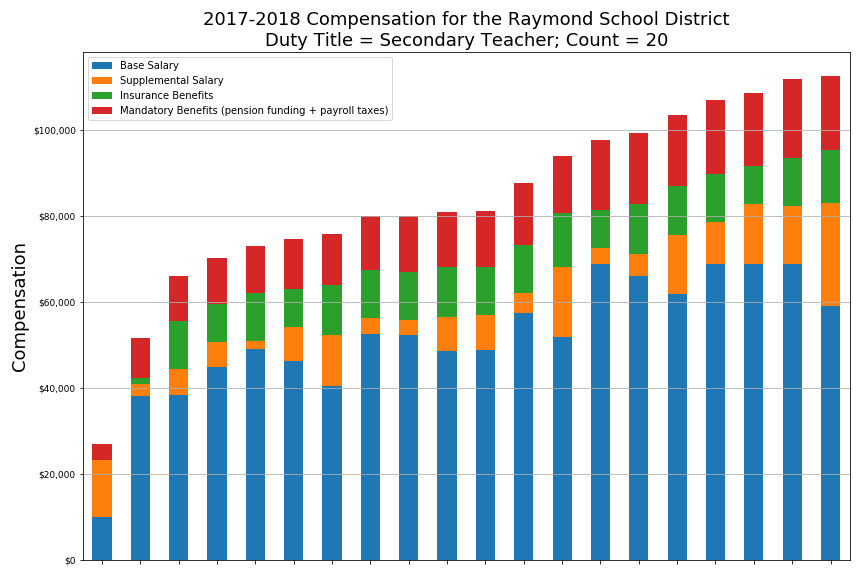 2017-2018 Compensation for the Raymond School District
Duty Title = Secondary Teacher; Count = 20
Base Salary
Supplemental Salary
Insurance Benefits
Mandatory Benefits (pension funding + payroll taxes)
$100,000
$80,000
$60,000
$40,000
$20,000
$0
Compensation